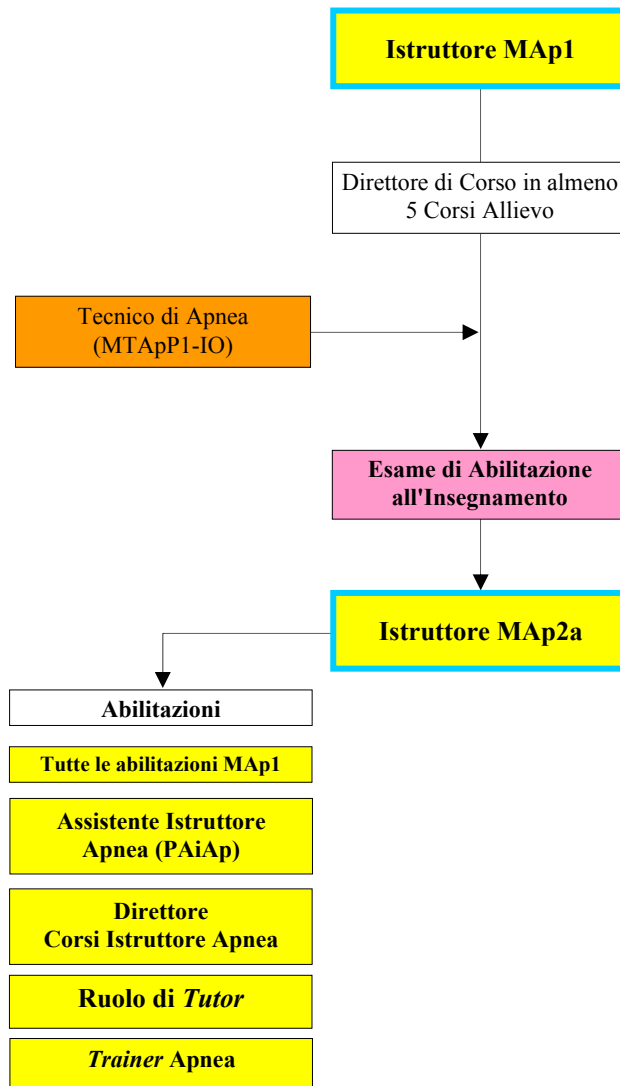 Istruttore MAp1
Direttore di Corso in almeno
5 Corsi Allievo
Tecnico di Apnea
(MTApP1-IO)
Esame di Abilitazione
all'Insegnamento
Istruttore MAp2a
Abilitazioni
Tutte le abilitazioni MAp1
Assistente Istruttore
Apnea (PAiAp)
Direttore
Corsi Istruttore Apnea
Ruolo di Tutor
Trainer Apnea